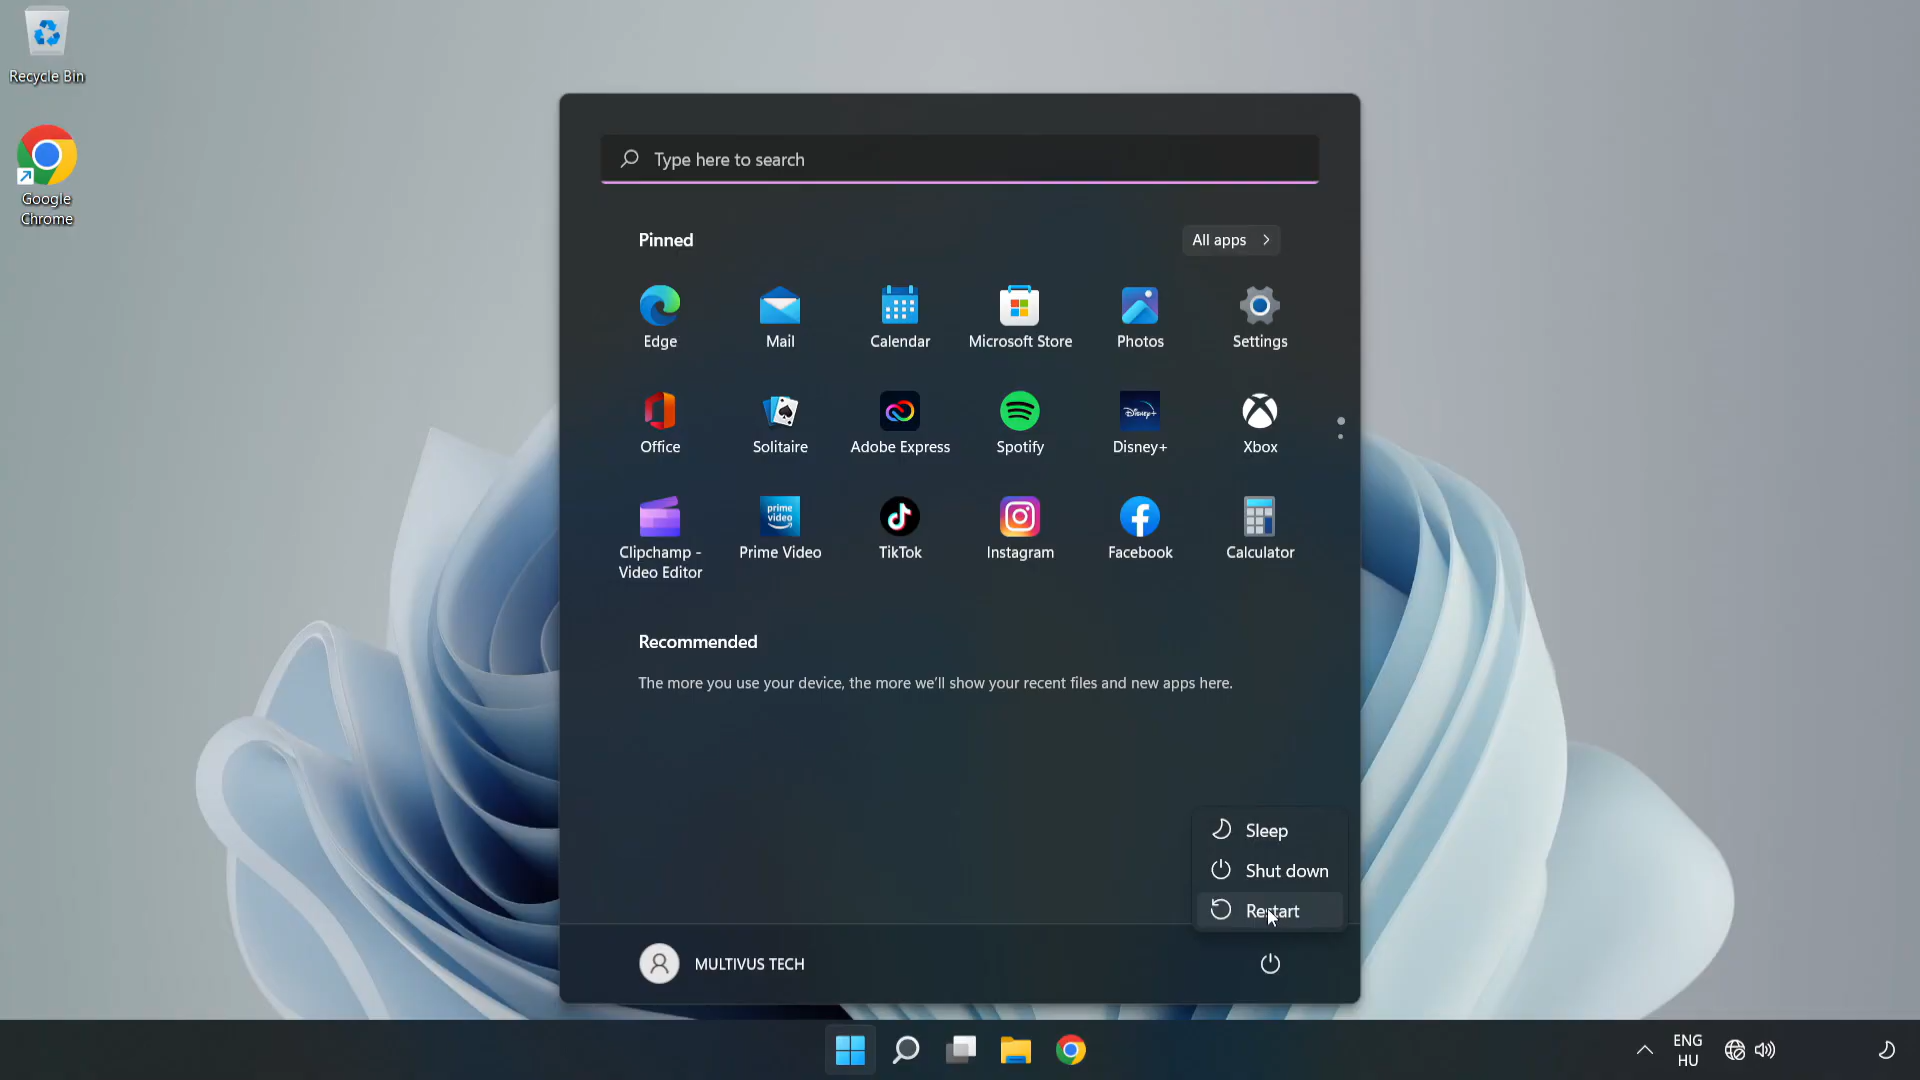 Recycle Bin
Google
Chrome
Type here to search
Pinned
All apps
Edge
Mail
Calendar
Microsoft Store
Photos
Settings
Office
Solitaire
Adobe Express
Spotify
Disney+
Disney+
Xbox
prime
video
Clipchamp -
Video Editor
Prime Video
TikTok
Instagram
Facebook
Calculator
Recommended
The more you use your device, the more we'll show your recent files and new apps here.
Sleep
Shut down
Restart
MULTIVUS TECH
ENG
HU